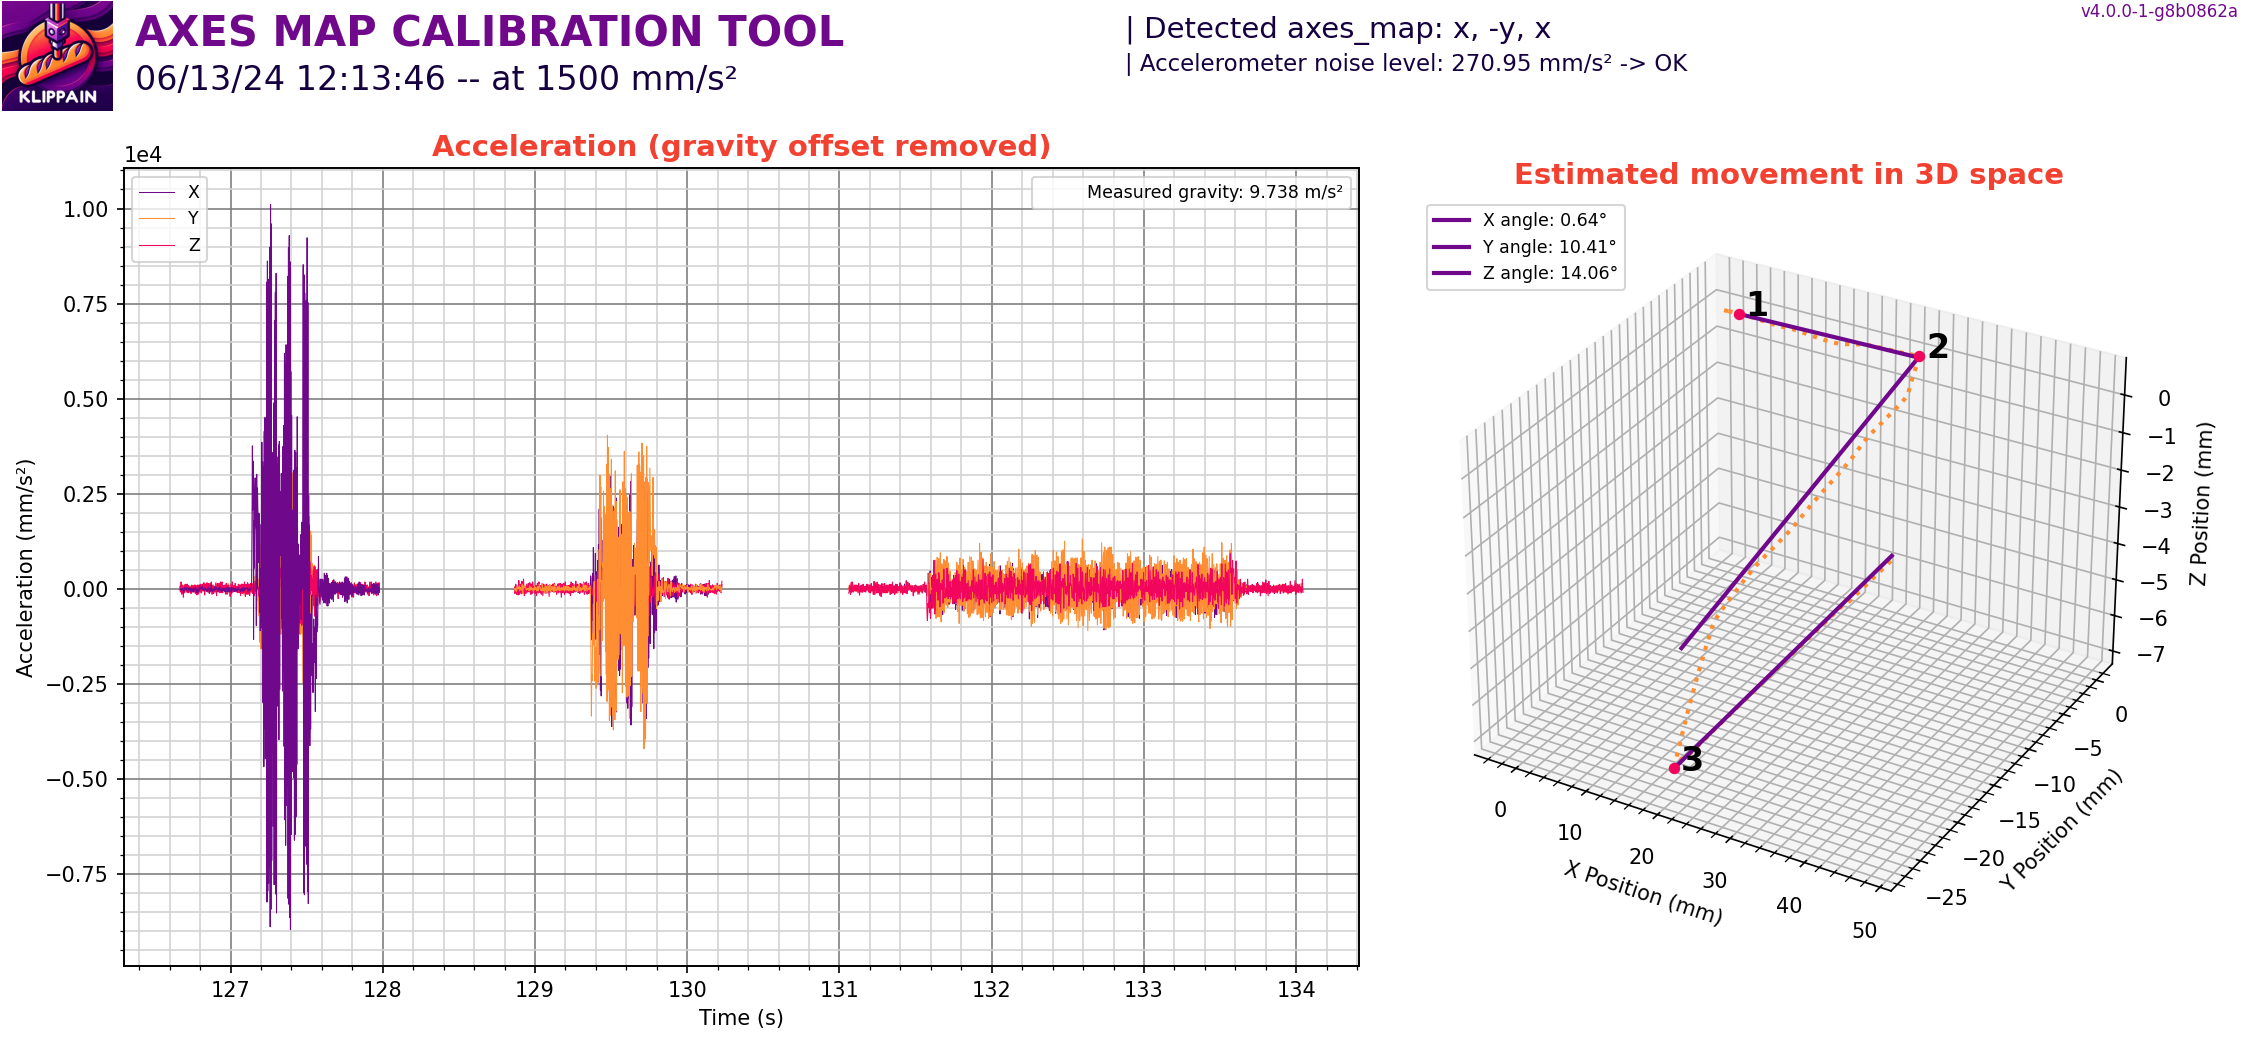 KLIPPAIN
AXES MAP CALIBRATION TOOL
06/13/24 12:13:46 -- at 1500 mm/s²
| Detected axes_map: x, -y, x
| Accelerometer noise level: 270.95 mm/s² -> OK
v4.0.0-1-g8b0862a
Acceleration (gravity offset removed)
1e4
X
Y
Z
Measured gravity: 9.738 m/s²
1.00
0.75
0.50
0.25
0.00
−0.25
−0.50
−0.75
Acceleration (mm/s²)
127
128
129
130
131
132
133
134
Time (s)
Estimated movement in 3D space
X angle: 0.64°
Y angle: 10.41°
Z angle: 14.06°
1
2
3
0
−1
−2
−3
−4
−5
−6
−7
Z Position (mm)
0
−5
−10
−15
−20
−25
Y Position (mm)
0
10
20
30
40
50
X Position (mm)